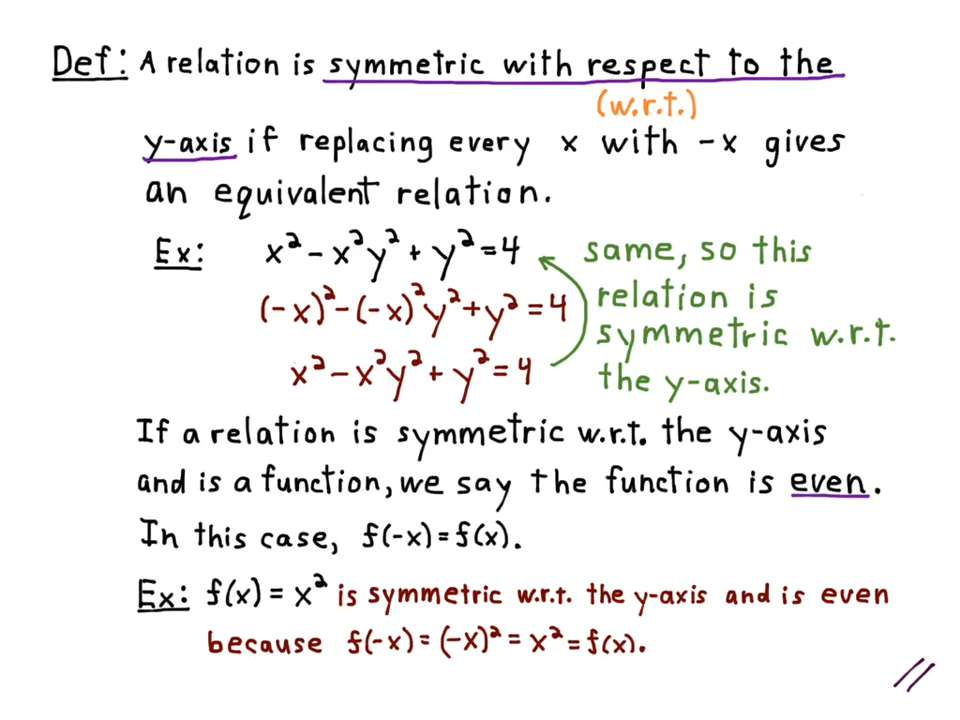 Def: A relation is symmetric with respect to the
(w.r.t.)
y-axis if replacing every x with -x gives
an equivalent relation.
Ex: x² - x²y² + y² = 4
(-x)² - (-x)²y² + y² = 4
x² - x²y² + y² = 4
same, so this
relation is
symmetric w.r.t.
the y-axis.
If a relation is symmetric w.r.t. the y-axis
and is a function, we say the function is even.
In this case, f(-x) = f(x).
Ex: f(x) = x² is symmetric w.r.t. the y-axis and is even
because f(-x) = (-x)² = x² = f(x).